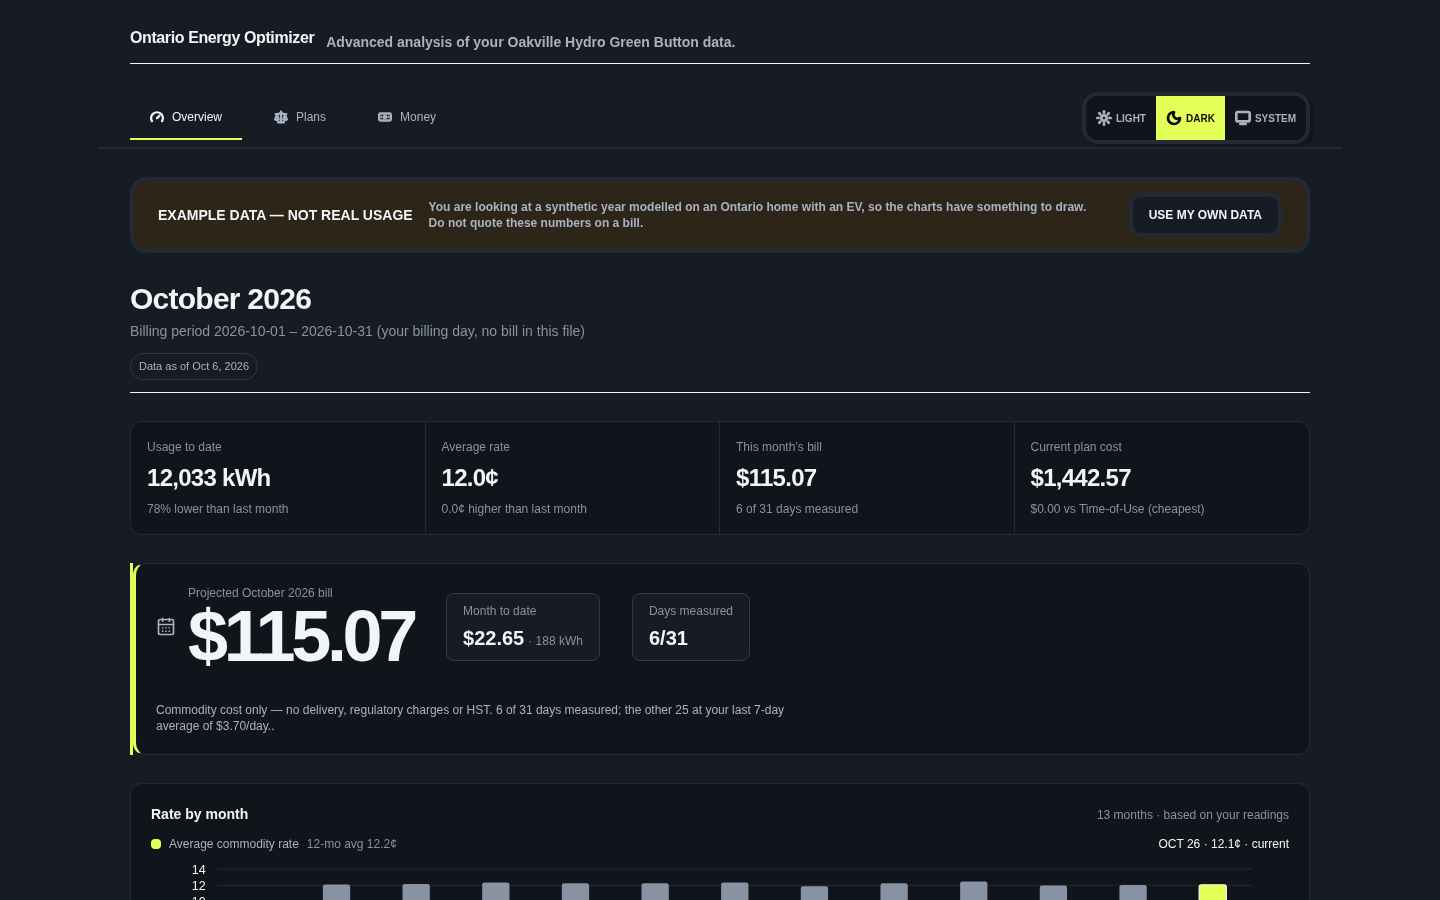 Ontario Energy Optimizer
Advanced analysis of your Oakville Hydro Green Button data.
Overview
Plans
Money
LIGHT
DARK
SYSTEM
EXAMPLE DATA — NOT REAL USAGE
You are looking at a synthetic year modelled on an Ontario home with an EV, so the charts have something to draw.
Do not quote these numbers on a bill.
USE MY OWN DATA
October 2026
Billing period 2026-10-01 – 2026-10-31 (your billing day, no bill in this file)
Data as of Oct 6, 2026
Usage to date
12,033 kWh
78% lower than last month
Average rate
12.0¢
0.0¢ higher than last month
This month's bill
$115.07
6 of 31 days measured
Current plan cost
$1,442.57
$0.00 vs Time-of-Use (cheapest)
Projected October 2026 bill
$115.07
Month to date
$22.65 · 188 kWh
Days measured
6/31
Commodity cost only — no delivery, regulatory charges or HST. 6 of 31 days measured; the other 25 at your last 7-day
average of $3.70/day..
Rate by month
13 months · based on your readings
Average commodity rate 12-mo avg 12.2¢
OCT 26 · 12.1¢ · current
14
12
10